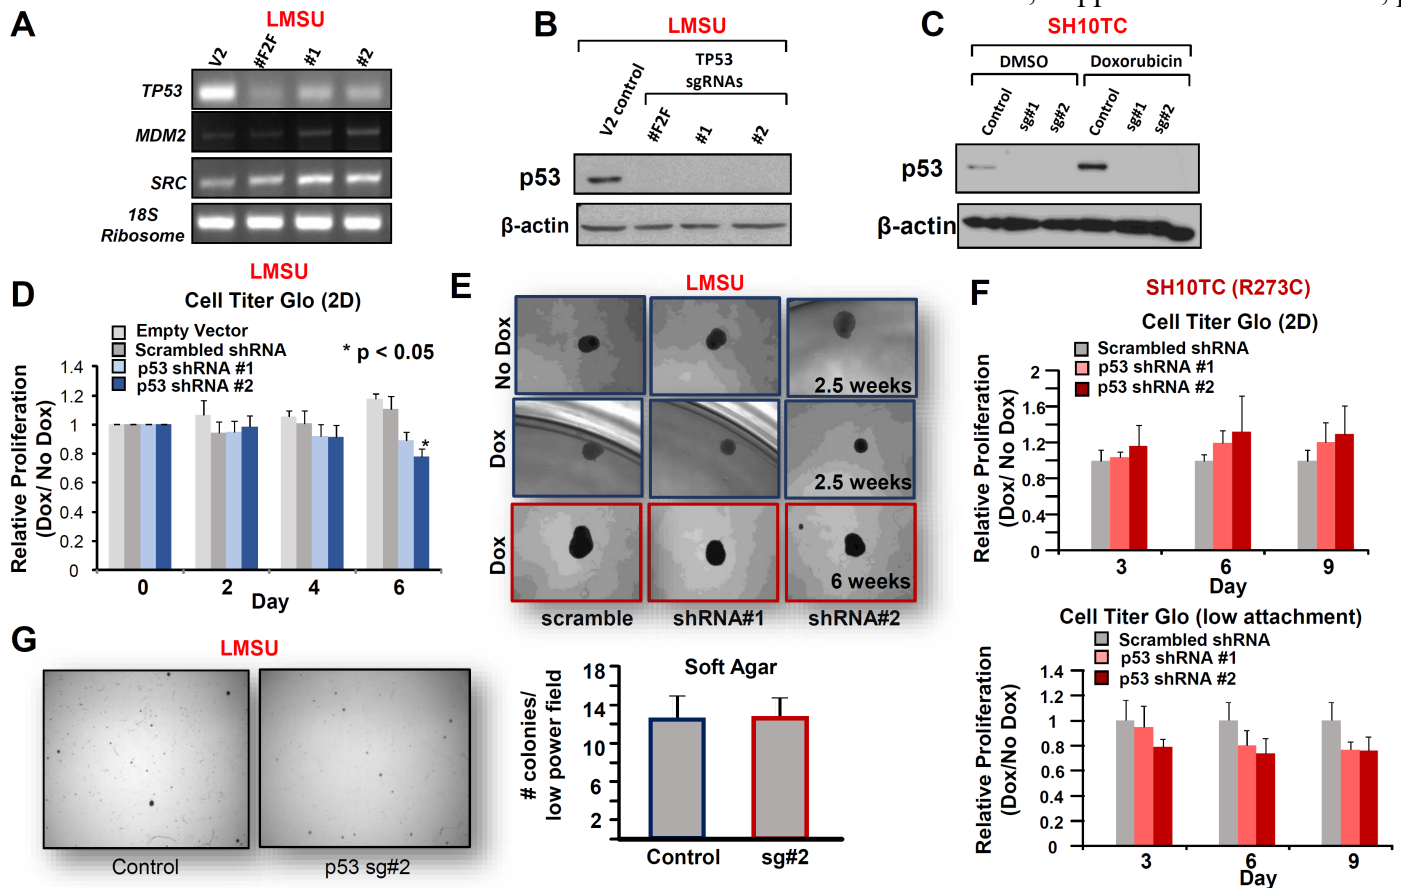 A
LMSU
V2
#F2F
#1
#2
TP53
MDM2
SRC
18S
Ribosome
B
LMSU
TP53
sgRNAs
V2 control
#F2F
#1
#2
p53
β-actin
C
SH10TC
DMSO
Doxorubicin
Control
sg#1
sg#2
Control
sg#1
sg#2
p53
β-actin
D
LMSU
Cell Titer Glo (2D)
Empty Vector
Scrambled shRNA
p53 shRNA #1
p53 shRNA #2
* p < 0.05
Relative Proliferation
(Dox/ No Dox)
1.4
1.2
1
0.8
0.6
0.4
0.2
0
*
0
2
4
6
Day
E
LMSU
No Dox
2.5 weeks
Dox
2.5 weeks
Dox
6 weeks
scramble
shRNA#1
shRNA#2
F
SH10TC (R273C)
Cell Titer Glo (2D)
Scrambled shRNA
p53 shRNA #1
p53 shRNA #2
Relative Proliferation
(Dox/ No Dox)
2
1.6
1.2
0.8
0.4
0
3
6
9
Day
Cell Titer Glo (low attachment)
Scrambled shRNA
p53 shRNA #1
p53 shRNA #2
Relative Proliferation
(Dox/No Dox)
1.4
1.2
1
0.8
0.6
0.4
0.2
0
3
6
9
Day
G
LMSU
Control
p53 sg#2
Soft Agar
# colonies/
low power field
18
14
10
6
2
Control
sg#2